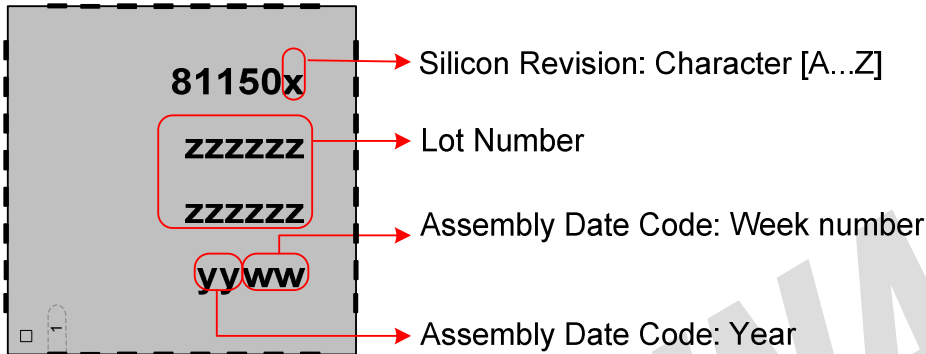 81150x
Silicon Revision: Character [A...Z]
zzzzzz
Lot Number
zzzzzz
Assembly Date Code: Week number
yyww
1
Assembly Date Code: Year